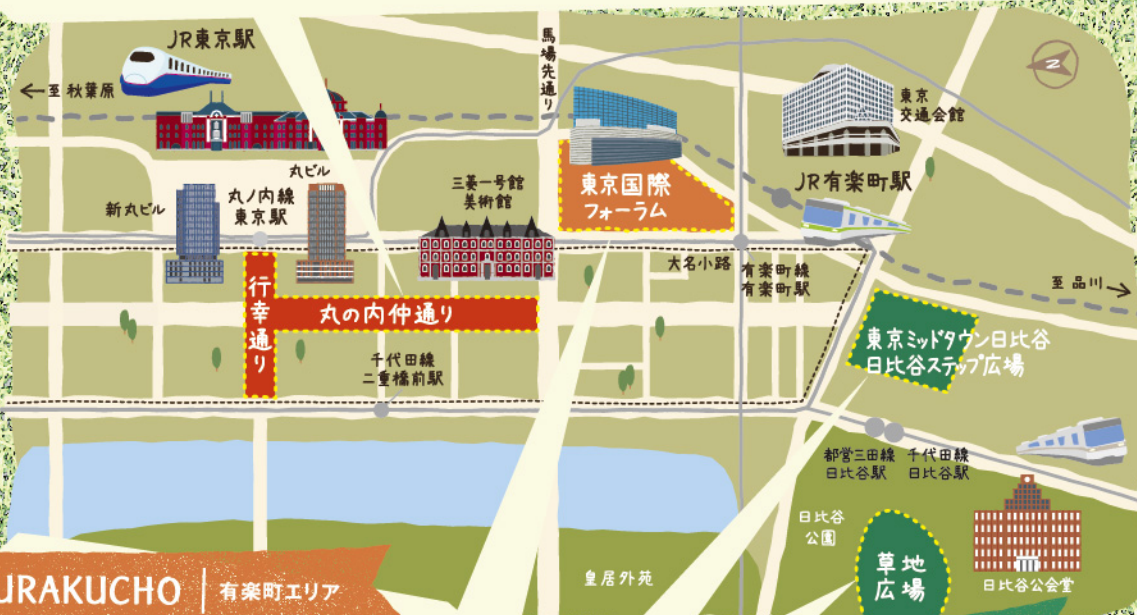 JR東京駅
←至秋葉原
馬場先通り
N
東京
交通会館
JR有楽町駅
新丸ビル
丸ノ内線
東京駅
丸ビル
三菱一号館
美術館
東京国際
フォーラム
大名小路
有楽町線
有楽町駅
至品川→
行幸通り
丸の内仲通り
千代田線
二重橋前駅
東京ミッドタウン日比谷
日比谷ステップ広場
都営三田線
日比谷駅
千代田線
日比谷駅
日比谷
公園
草地
広場
日比谷公会堂
皇居外苑
URAKUCHO | 有楽町エリア